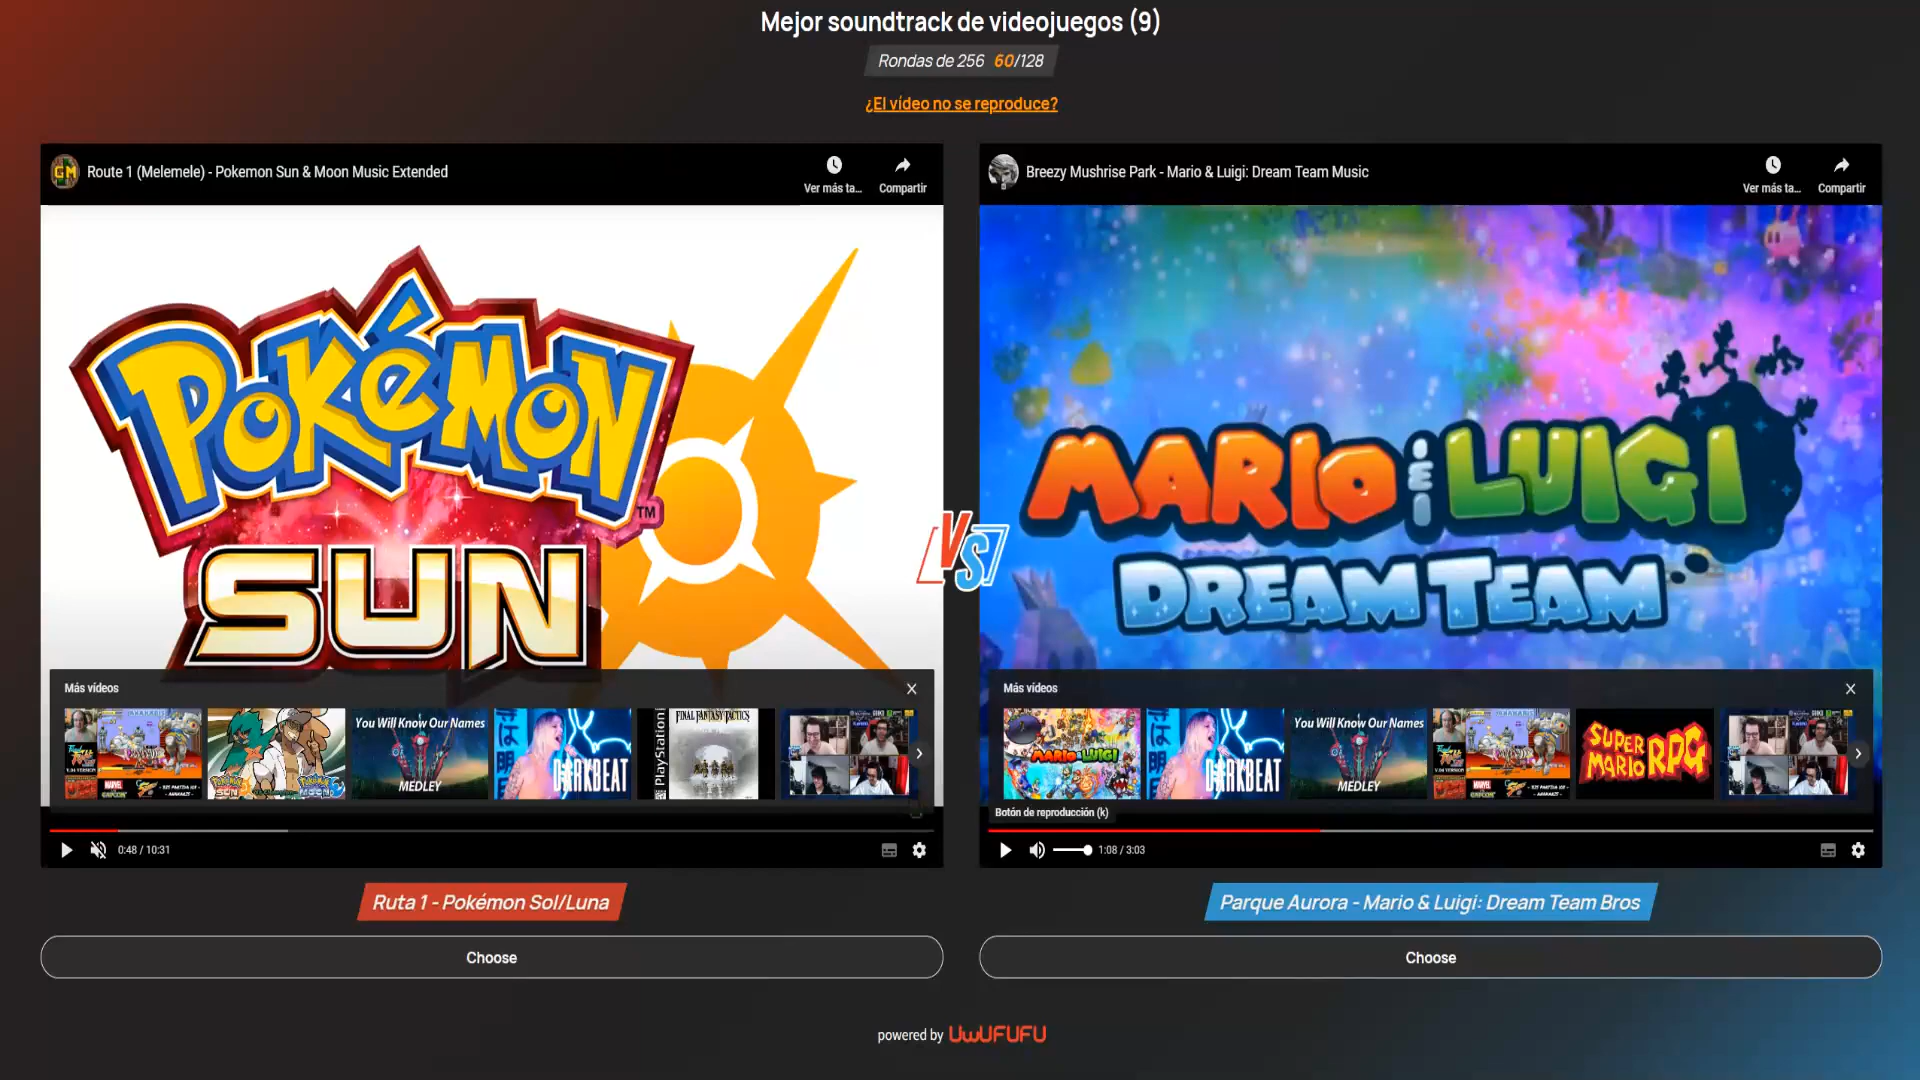 Mejor soundtrack de videojuegos (9)
Rondas de 256 60/128
¿El vídeo no se reproduce?
GM
Route 1 (Melemele) - Pokemon Sun & Moon Music Extended
Ver más ta...
Compartir
POKÉMON
TM
SUN
Más vídeos
You Will Know Our Names
MEDLEY
DARKBEAT
PlayStation
FINAL FANTASY TACTICS
0:48 / 10:31
Ruta 1 - Pokémon Sol/Luna
Choose
VS
Breezy Mushrise Park - Mario & Luigi: Dream Team Music
Ver más ta...
Compartir
MARIO & LUIGI
DREAM TEAM
Más vídeos
MARIO & LUIGI
DARKBEAT
You Will Know Our Names
MEDLEY
SUPER
MARIO RPG
Botón de reproducción (k)
1:08 / 3:03
Parque Aurora - Mario & Luigi: Dream Team Bros
Choose
powered by UwUFUFU